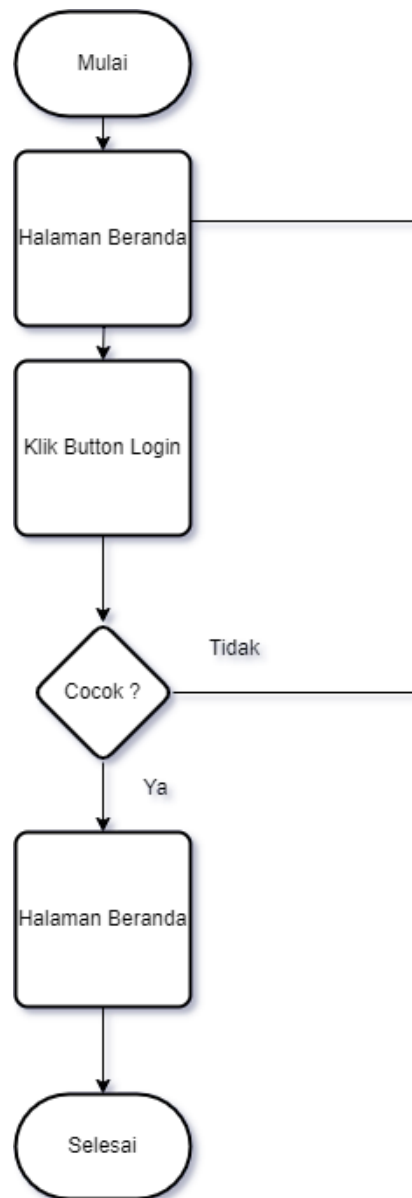 Mulai
Halaman Beranda
Klik Button Login
Tidak
Cocok ?
Ya
Halaman Beranda
Selesai